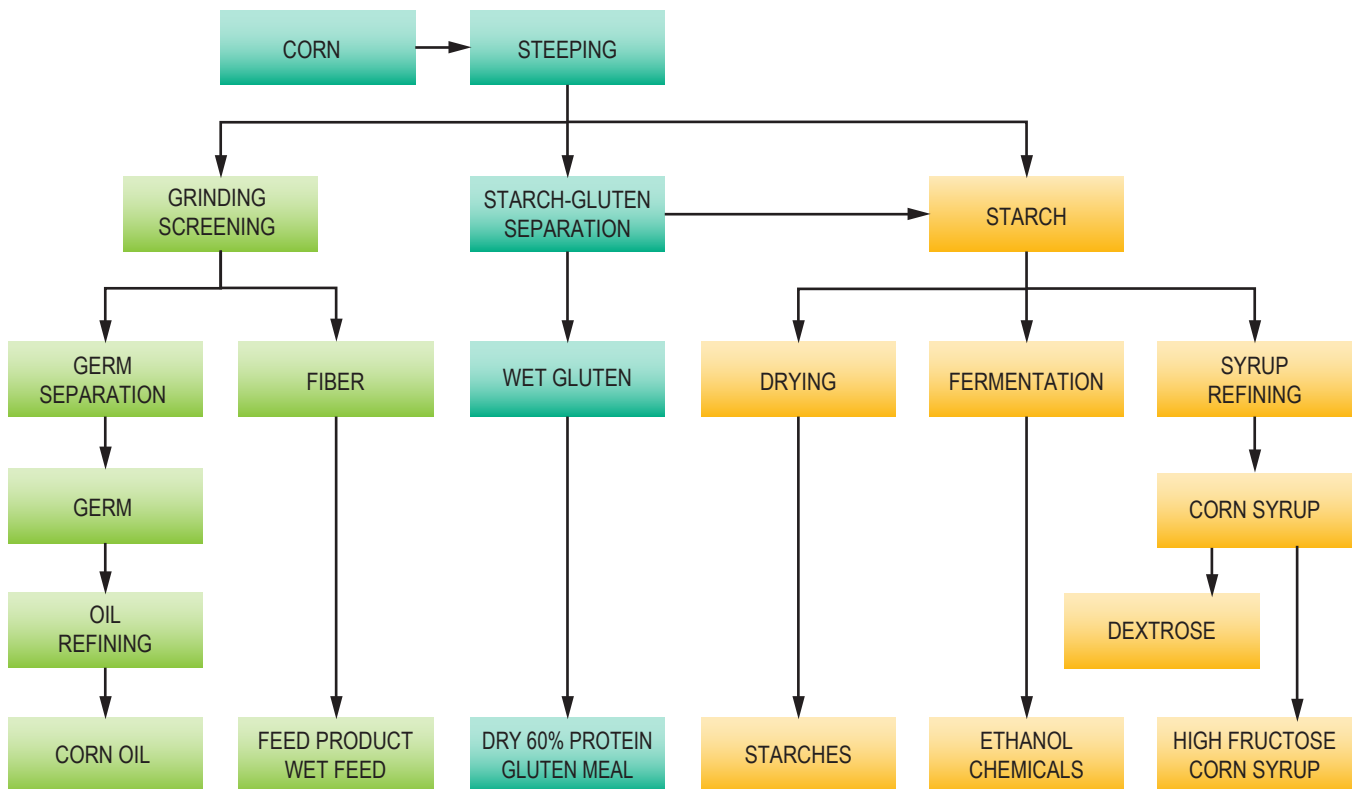 CORN
STEEPING
GRINDING
SCREENING
STARCH-GLUTEN
SEPARATION
STARCH
GERM
SEPARATION
FIBER
WET GLUTEN
DRYING
FERMENTATION
SYRUP
REFINING
GERM
CORN SYRUP
OIL
REFINING
DEXTROSE
CORN OIL
FEED PRODUCT
WET FEED
DRY 60% PROTEIN
GLUTEN MEAL
STARCHES
ETHANOL
CHEMICALS
HIGH FRUCTOSE
CORN SYRUP